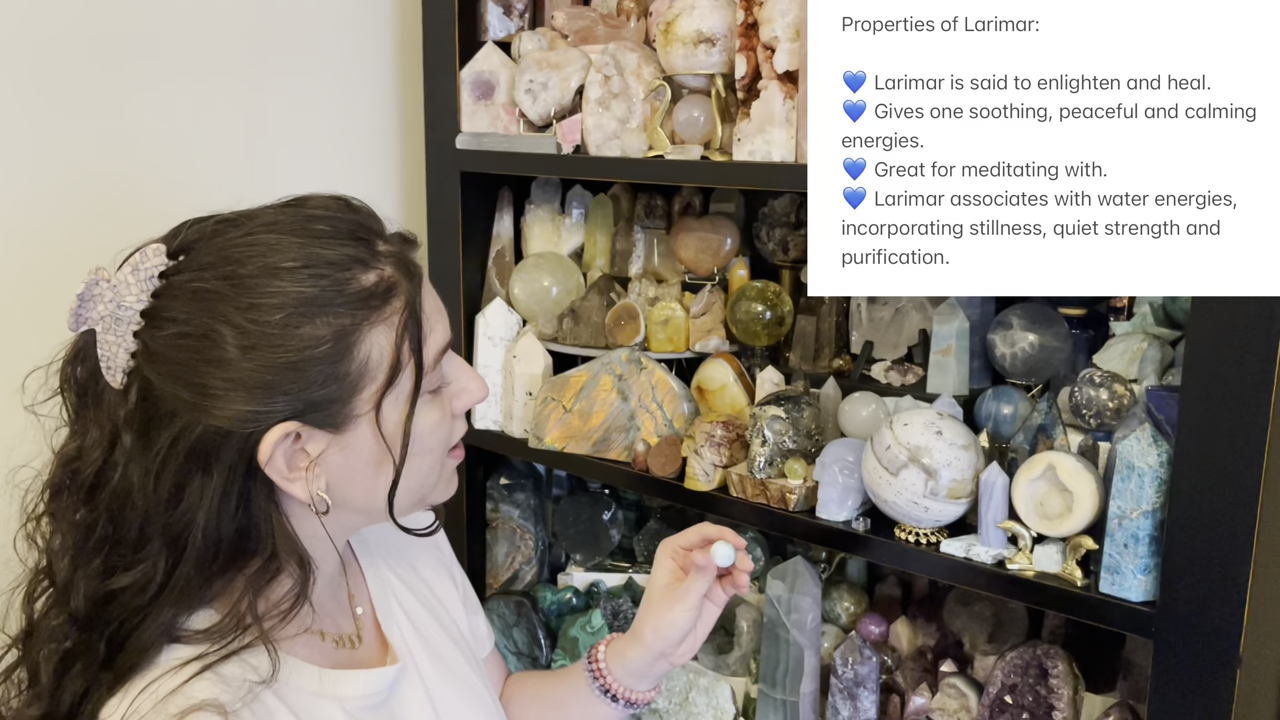 Properties of Larimar:
💙 Larimar is said to enlighten and heal.
💙 Gives one soothing, peaceful and calming
energies.
💙 Great for meditating with.
💙 Larimar associates with water energies,
incorporating stillness, quiet strength and
purification.